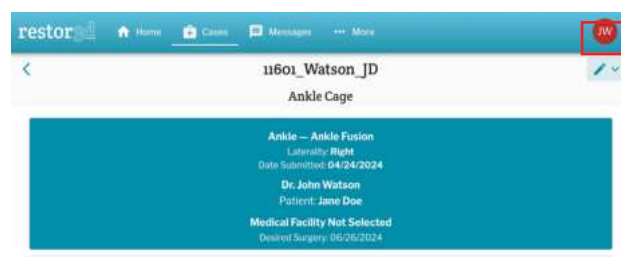 restor3d Home Cases Messages ••• More JW
11601_Watson_JD
Ankle Cage
Ankle — Ankle Fusion
Laterality: Right
Date Submitted: 04/24/2024
Dr. John Watson
Patient: Jane Doe
Medical Facility Not Selected
Desired Surgery: 06/26/2024